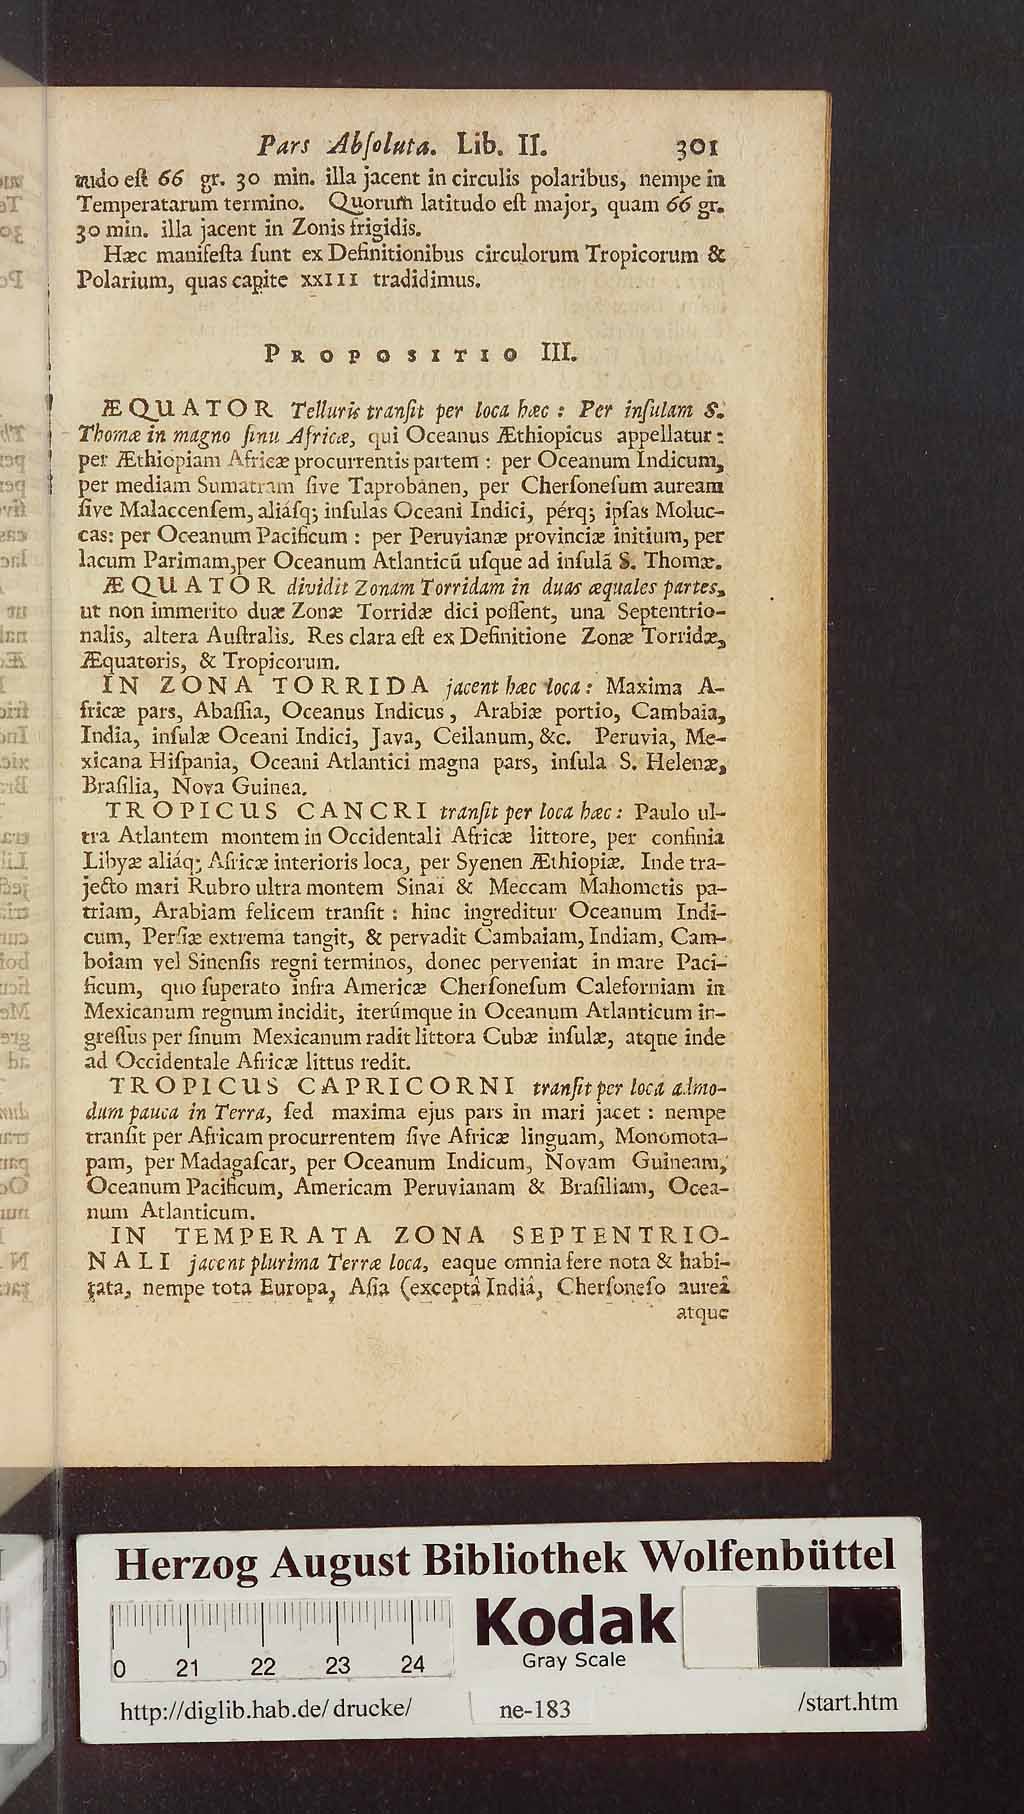 Pars Abſoluta. Lib. II. 301
tudo eſt 66 gr. 30 min. illa jacent in circulis polaribus, nempe in
Temperatarum termino. Quorum latitudo eſt major, quam 66 gr.
30 min. illa jacent in Zonis frigidis.
Hæc manifeſta ſunt ex Definitionibus circulorum Tropicorum &
Polarium, quas capite XXIII tradidimus.
PROPOSITIO III.
ÆQUATOR Telluris tranſit per loca hæc: Per inſulam S.
Thomæ in magno ſinu Africæ, qui Oceanus Æthiopicus appellatur:
per Æthiopiam Africæ procurrentis partem: per Oceanum Indicum,
per mediam Sumatram ſive Taprobánen, per Cherſoneſum auream
ſive Malaccenſem, aliáſq; inſulas Oceani Indici, pérq; ipſas Moluc-
cas: per Oceanum Pacificum: per Peruvianæ provinciæ initium, per
lacum Parimam, per Oceanum Atlanticũ uſque ad inſulã S. Thomæ.
ÆQUATOR dividit Zonam Torridam in duas æquales partes,
ut non immerito duæ Zonæ Torridæ dici poſſent, una Septentrio-
nalis, altera Auſtralis. Res clara eſt ex Definitione Zonæ Torridæ,
Æquatoris, & Tropicorum.
IN ZONA TORRIDA jacent hæc loca: Maxima A-
fricæ pars, Abaſſia, Oceanus Indicus, Arabiæ portio, Cambaia,
India, inſulæ Oceani Indici, Java, Ceilanum, &c. Peruvia, Me-
xicana Hiſpania, Oceani Atlantici magna pars, inſula S. Helenæ,
Braſilia, Nova Guinea.
TROPICUS CANCRI tranſit per loca hæc: Paulo ul-
tra Atlantem montem in Occidentali Africæ littore, per confinia
Libyæ aliáq; Africæ interioris loca, per Syenen Æthiopiæ. Inde tra-
jecto mari Rubro ultra montem Sinai & Meccam Mahometis pa-
triam, Arabiam felicem tranſit: hinc ingreditur Oceanum Indi-
cum, Perſiæ extrema tangit, & pervadit Cambaiam, Indiam, Cam-
boiam vel Sinenſis regni terminos, donec perveniat in mare Paci-
ficum, quo ſuperato infra Americæ Cherſoneſum Caleforniam in
Mexicanum regnum incidit, iterúmque in Oceanum Atlanticum in-
greſſus per ſinum Mexicanum radit littora Cubæ inſulæ, atque inde
ad Occidentale Africæ littus redit.
TROPICUS CAPRICORNI tranſit per loca admo-
dum pauca in Terra, ſed maxima ejus pars in mari jacet: nempe
tranſit per Africam procurrentem ſive Africæ linguam, Monomota-
pam, per Madagaſcar, per Oceanum Indicum, Novam Guineam,
Oceanum Pacificum, Americam Peruvianam & Braſiliam, Ocea-
num Atlanticum.
IN TEMPERATA ZONA SEPTENTRIO-
NALI jacent plurima Terræ loca, eaque omnia fere nota & habi-
tata, nempe tota Europa, Aſia (exceptâ Indiâ, Cherſoneſo aureâ
atque
Herzog August Bibliothek Wolfenbüttel
Kodak
Gray Scale
0 21 22 23 24
http://diglib.hab.de/drucke/ ne-183 /start.htm